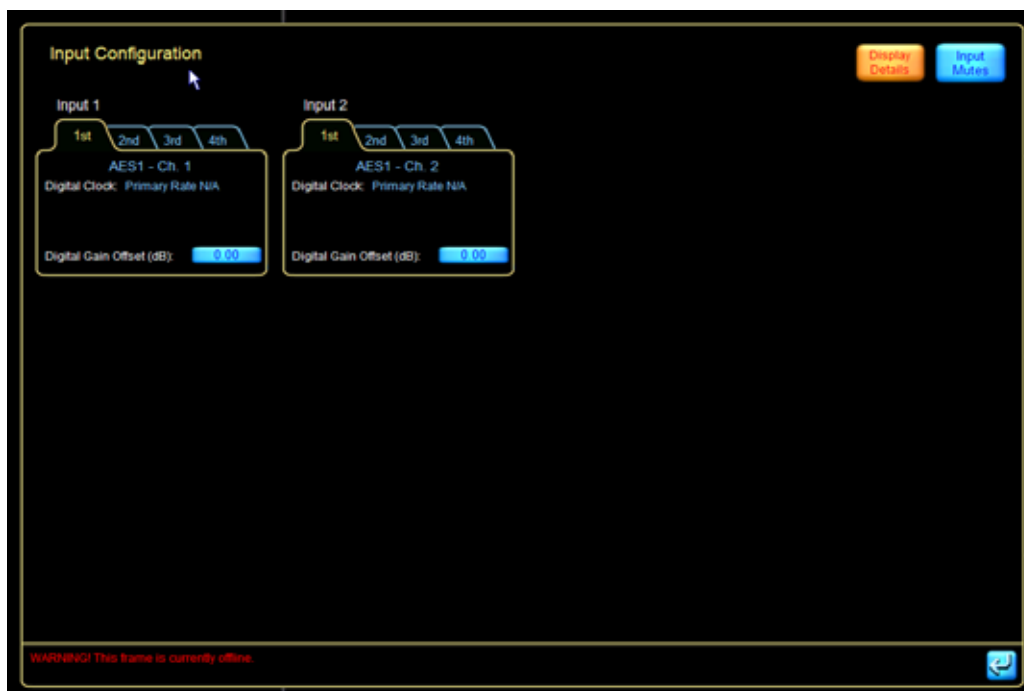 Input Configuration
Display
Details
Input
Mutes
Input 1
Input 2
1st 2nd 3rd 4th
1st 2nd 3rd 4th
AES1 - Ch. 1
Digital Clock: Primary Rate N/A
Digital Gain Offset (dB): 0.00
AES1 - Ch. 2
Digital Clock: Primary Rate N/A
Digital Gain Offset (dB): 0.00
WARNING! This frame is currently offline.